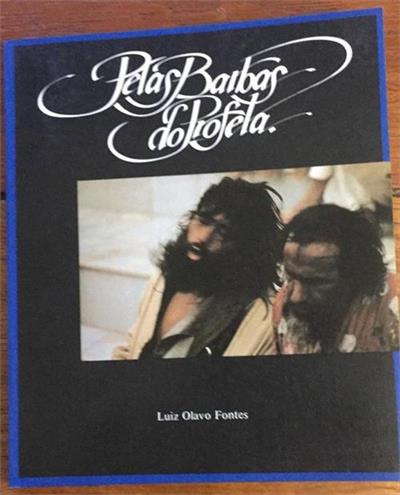 Pelas Barbas
do Profeta.
Luiz Olavo Fontes